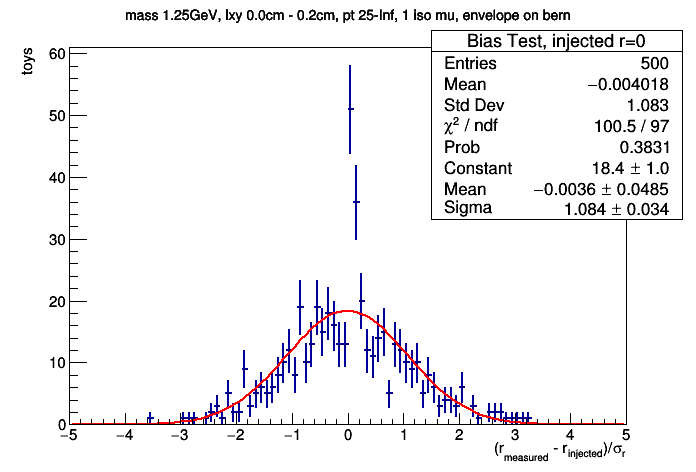 mass 1.25GeV, lxy 0.0cm - 0.2cm, pt 25-Inf, 1 Iso mu, envelope on bern
Bias Test, injected r=0
Entries 500
Mean −0.004018
Std Dev 1.083
χ² / ndf 100.5 / 97
Prob 0.3831
Constant 18.4 ± 1.0
Mean −0.0036 ± 0.0485
Sigma 1.084 ± 0.034
toys
60
50
40
30
20
10
0
−5 −4 −3 −2 −1 0 1 2 3 4 5
(r_measured - r_injected)/σ_r